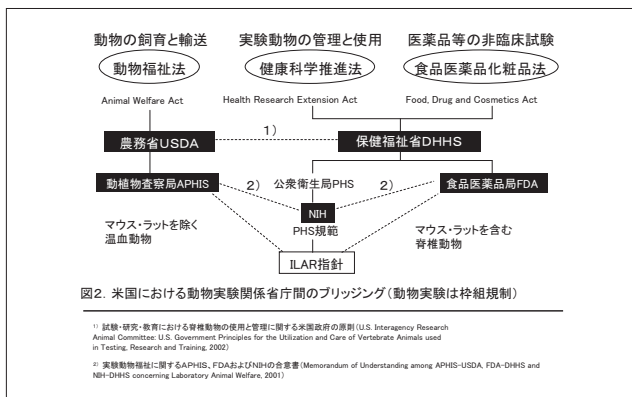 動物の飼育と輸送 実験動物の管理と使用 医薬品等の非臨床試験
動物福祉法 健康科学推進法 食品医薬品化粧品法
Animal Welfare Act Health Research Extension Act Food, Drug and Cosmetics Act
1)
農務省USDA 保健福祉省DHHS
動植物査察局APHIS 2) 公衆衛生局PHS 2) 食品医薬品局FDA
NIH
マウス・ラットを除く PHS規範 マウス・ラットを含む
温血動物 脊椎動物
ILAR指針
図2. 米国における動物実験関係省庁間のブリッジング(動物実験は枠組規制)
1) 試験・研究・教育における脊椎動物の使用と管理に関する米国政府の原則(U.S. Interagency Research
Animal Committee: U.S. Government Principles for the Utilization and Care of Vertebrate Animals used
in Testing, Research and Training, 2002)
2) 実験動物福祉に関するAPHIS、FDAおよびNIHの合意書(Memorandum of Understanding among APHIS-USDA, FDA-DHHS and
NIH-DHHS concerning Laboratory Animal Welfare, 2001)